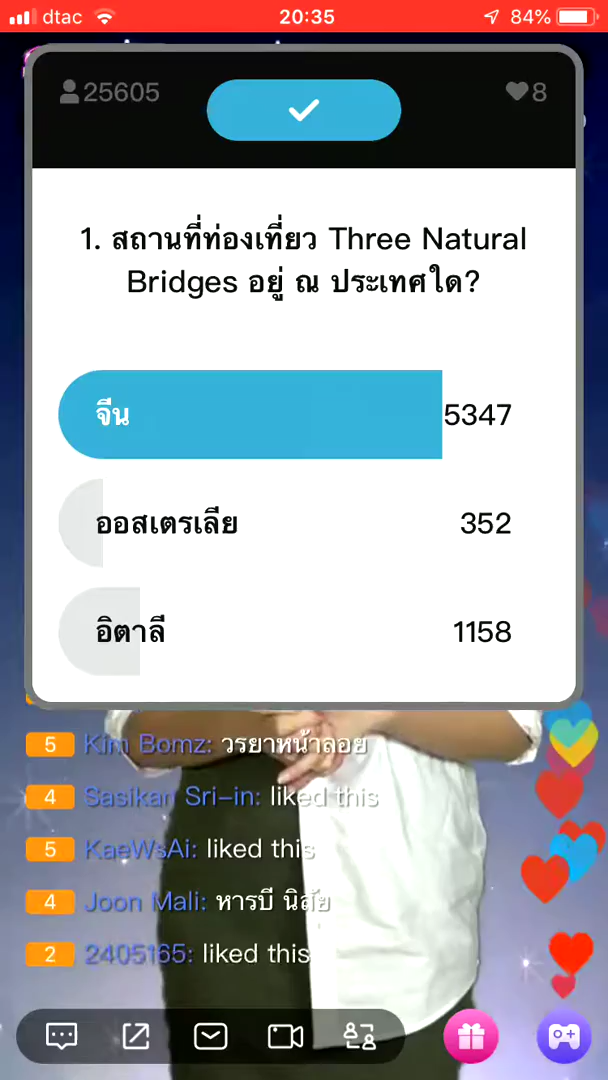 dtac 20:35 84%
25605 8
1. สถานที่ท่องเที่ยว Three Natural
Bridges อยู่ ณ ประเทศใด?
จีน 5347
ออสเตรเลีย 352
อิตาลี 1158
5 Kim Bomz: วรยาหน้าลอย
4 Sasikan Sri-in: liked this
5 KaeWsAi: liked this
4 Joon Mali: หารบี นิสัย
2 2405165: liked this